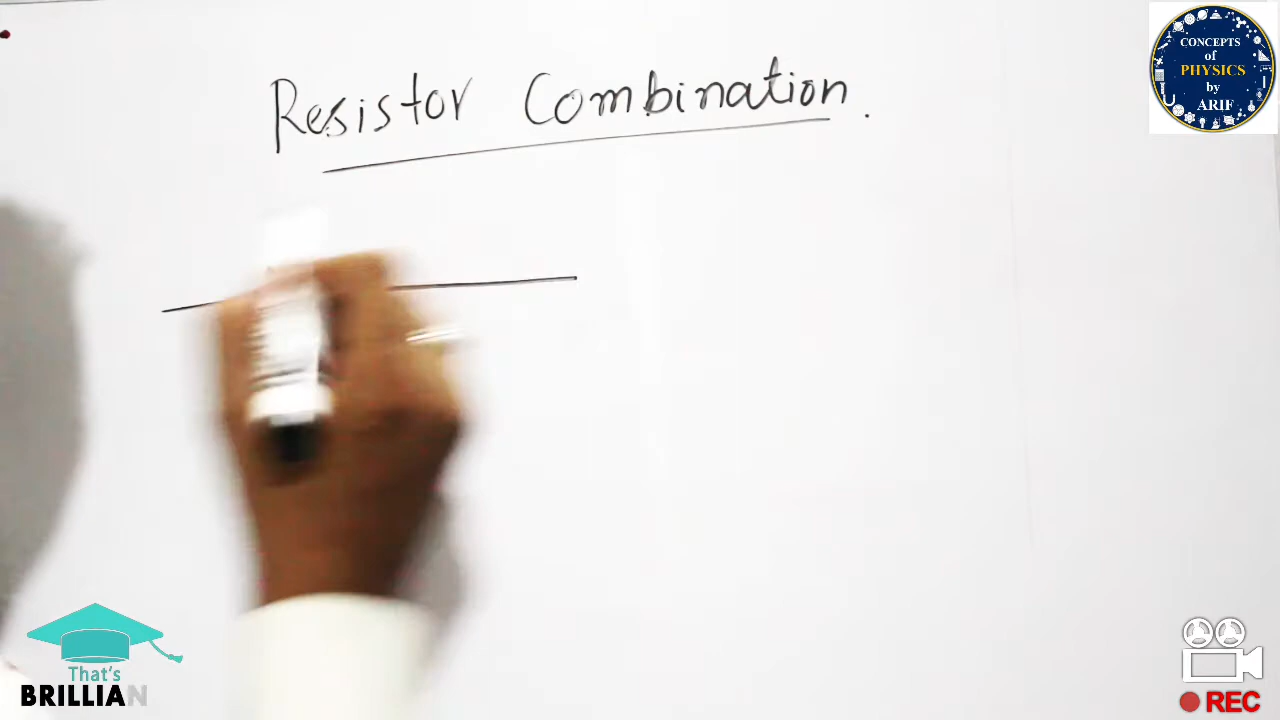 Resistor Combination.
CONCEPTS
of
PHYSICS
by
ARIF
That's
BRILLIAN
REC